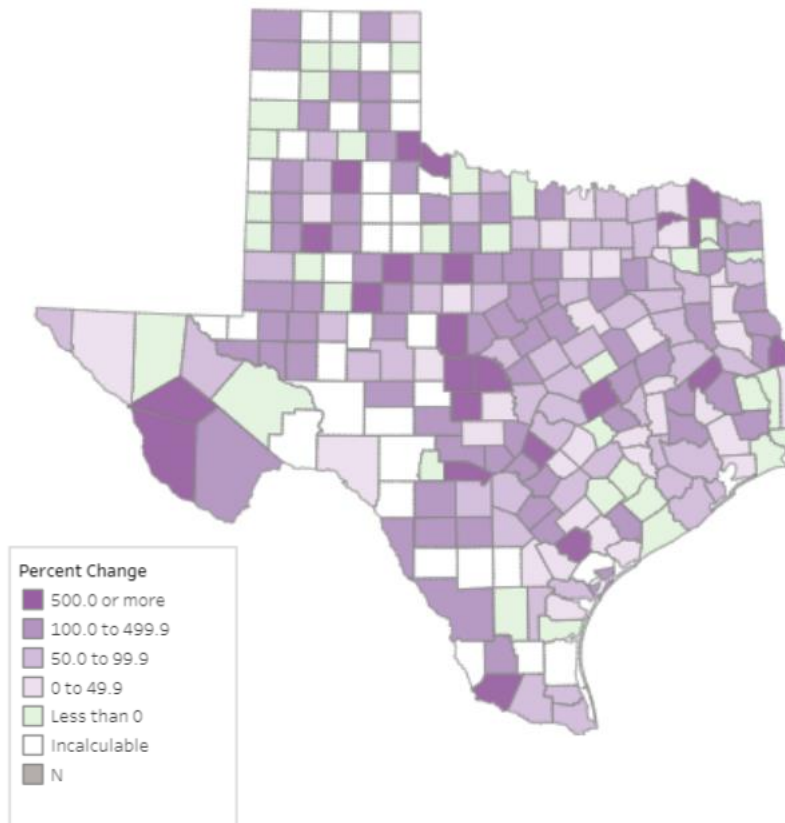 Percent Change
500.0 or more
100.0 to 499.9
50.0 to 99.9
0 to 49.9
Less than 0
Incalculable
N